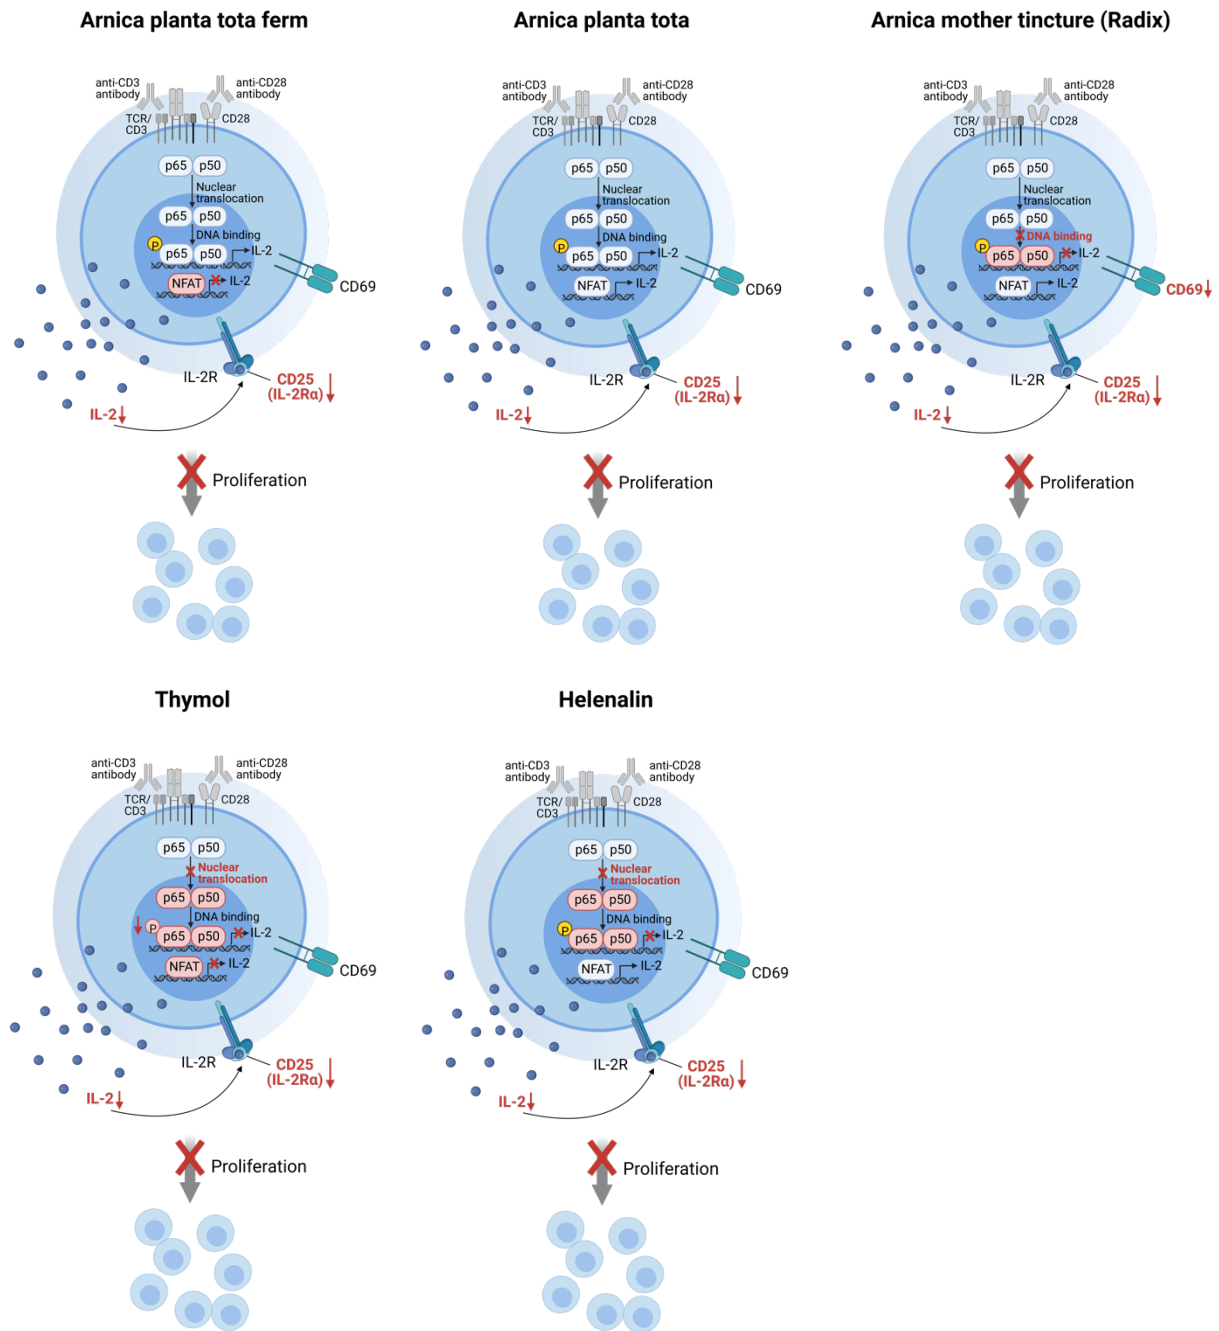 Arnica planta tota ferm
anti-CD3
antibody
anti-CD28
antibody
TCR/
CD3
CD28
p65 p50
Nuclear
translocation
p65 p50
DNA binding
P
p65 p50
IL-2
NFAT
IL-2
CD69
IL-2R
CD25
(IL-2Rα)
IL-2
Proliferation
Arnica planta tota
anti-CD3
antibody
anti-CD28
antibody
TCR/
CD3
CD28
p65 p50
Nuclear
translocation
p65 p50
DNA binding
P
p65 p50
IL-2
NFAT
IL-2
CD69
IL-2R
CD25
(IL-2Rα)
IL-2
Proliferation
Arnica mother tincture (Radix)
anti-CD3
antibody
anti-CD28
antibody
TCR/
CD3
CD28
p65 p50
Nuclear
translocation
p65 p50
DNA binding
P
p65 p50
IL-2
NFAT
IL-2
CD69
IL-2R
CD25
(IL-2Rα)
IL-2
Proliferation
Thymol
anti-CD3
antibody
anti-CD28
antibody
TCR/
CD3
CD28
p65 p50
Nuclear
translocation
p65 p50
DNA binding
P
p65 p50
IL-2
NFAT
IL-2
CD69
IL-2R
CD25
(IL-2Rα)
IL-2
Proliferation
Helenalin
anti-CD3
antibody
anti-CD28
antibody
TCR/
CD3
CD28
p65 p50
Nuclear
translocation
p65 p50
DNA binding
P
p65 p50
IL-2
NFAT
IL-2
CD69
IL-2R
CD25
(IL-2Rα)
IL-2
Proliferation